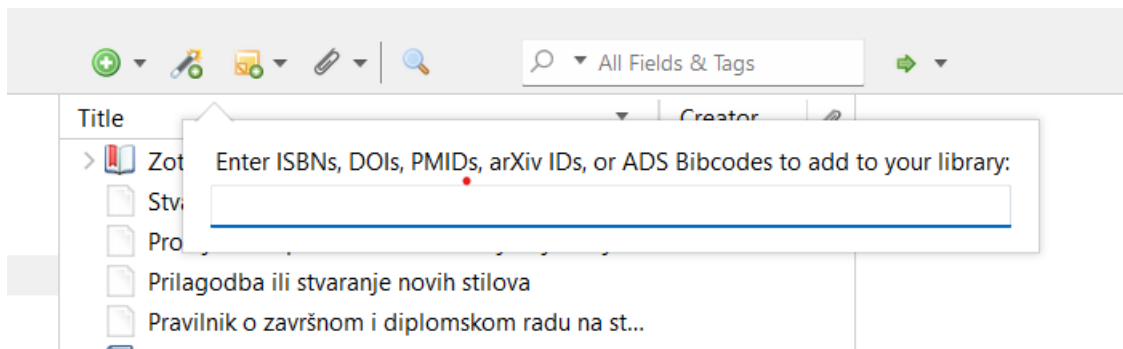 All Fields & Tags
Title Creator
Zot
Enter ISBNs, DOIs, PMIDs, arXiv IDs, or ADS Bibcodes to add to your library:
Stva
Pro
Prilagodba ili stvaranje novih stilova
Pravilnik o završnom i diplomskom radu na st...